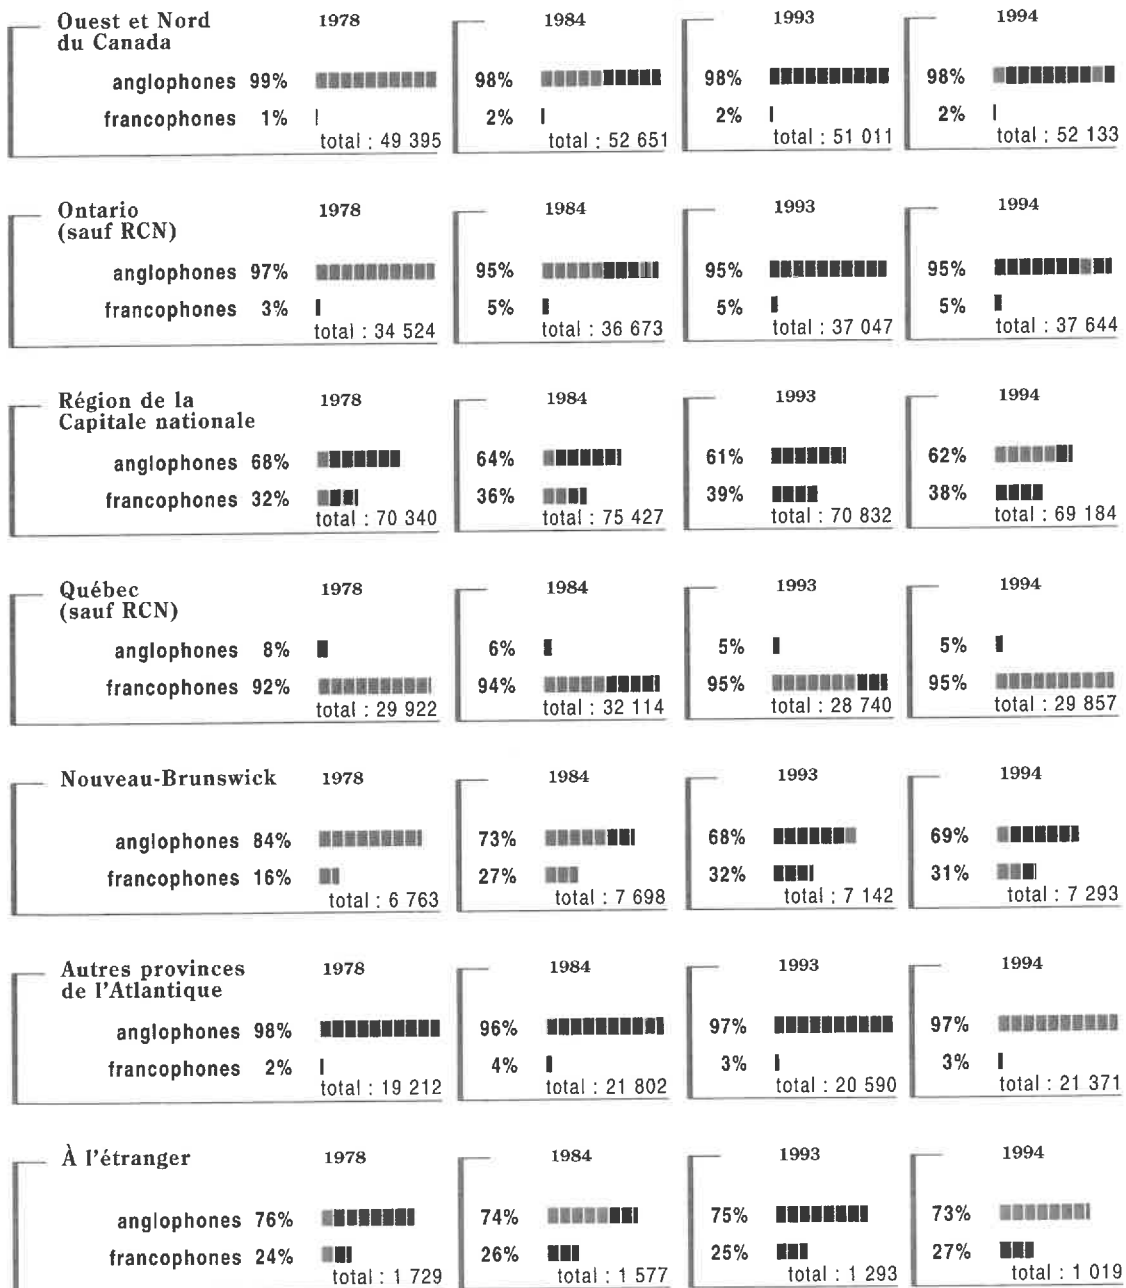 Ouest et Nord 1978 1984 1993 1994
du Canada
anglophones 99% 98% 98% 98%
francophones 1% 2% 2% 2%
total : 49 395 total : 52 651 total : 51 011 total : 52 133
Ontario 1978 1984 1993 1994
(sauf RCN)
anglophones 97% 95% 95% 95%
francophones 3% 5% 5% 5%
total : 34 524 total : 36 673 total : 37 047 total : 37 644
Région de la 1978 1984 1993 1994
Capitale nationale
anglophones 68% 64% 61% 62%
francophones 32% 36% 39% 38%
total : 70 340 total : 75 427 total : 70 832 total : 69 184
Québec 1978 1984 1993 1994
(sauf RCN)
anglophones 8% 6% 5% 5%
francophones 92% 94% 95% 95%
total : 29 922 total : 32 114 total : 28 740 total : 29 857
Nouveau-Brunswick 1978 1984 1993 1994
anglophones 84% 73% 68% 69%
francophones 16% 27% 32% 31%
total : 6 763 total : 7 698 total : 7 142 total : 7 293
Autres provinces 1978 1984 1993 1994
de l'Atlantique
anglophones 98% 96% 97% 97%
francophones 2% 4% 3% 3%
total : 19 212 total : 21 802 total : 20 590 total : 21 371
À l'étranger 1978 1984 1993 1994
anglophones 76% 74% 75% 73%
francophones 24% 26% 25% 27%
total : 1 729 total : 1 577 total : 1 293 total : 1 019